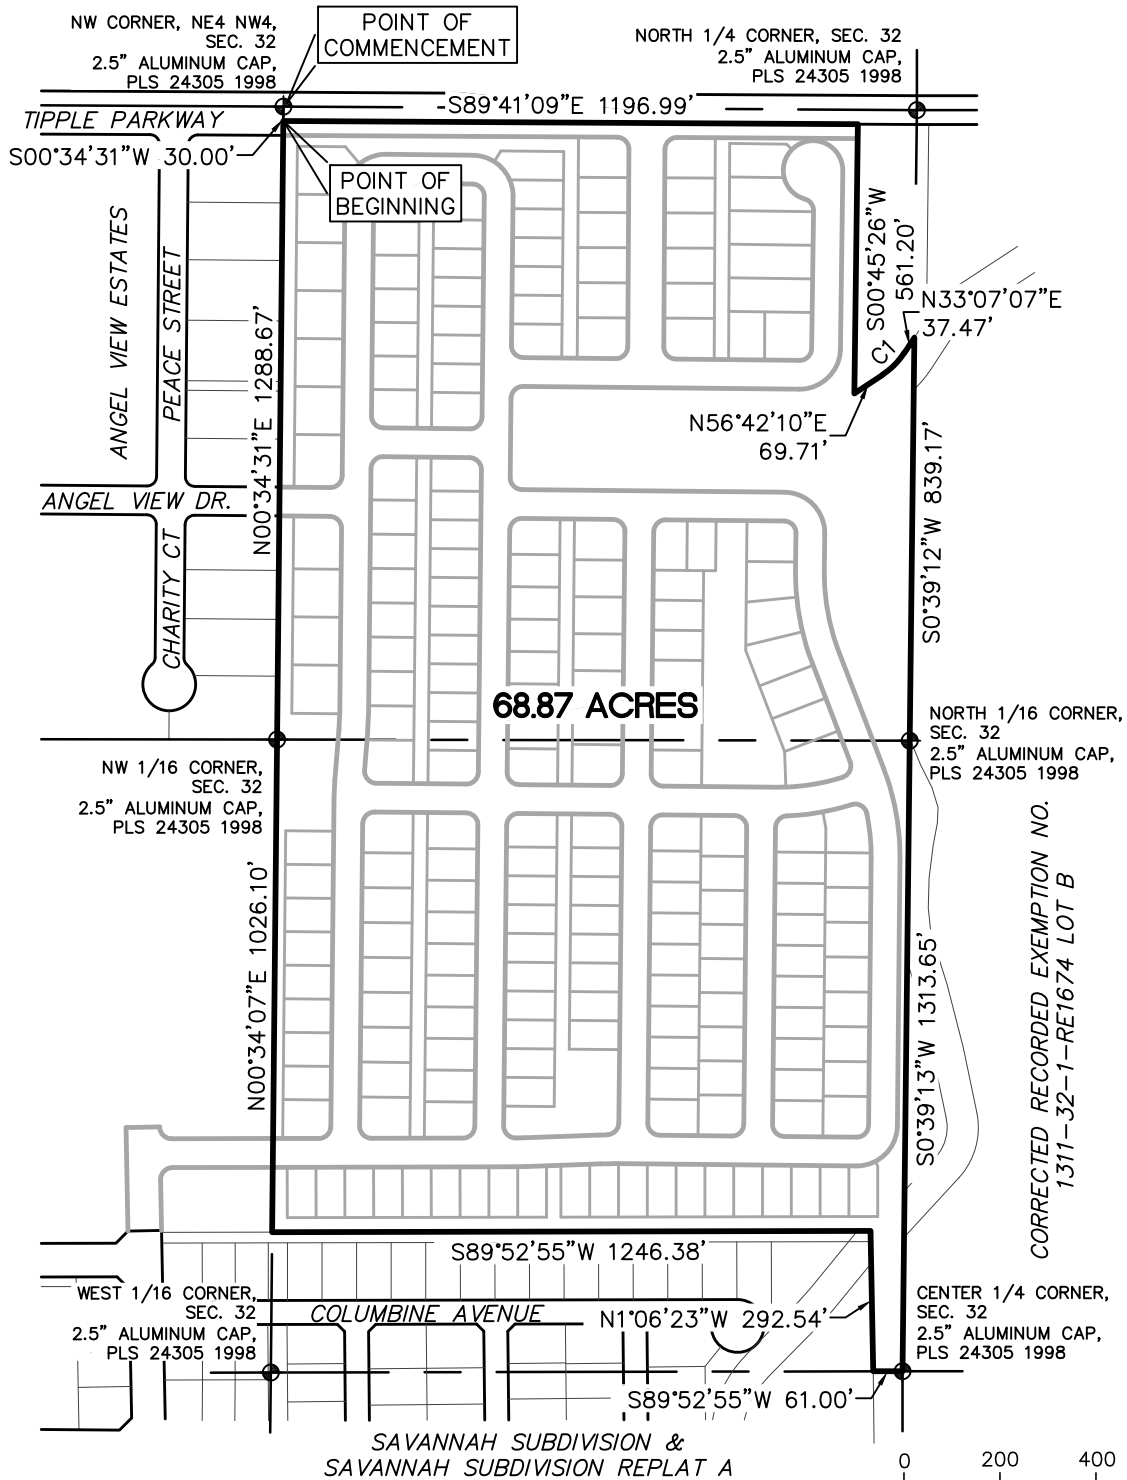 NW CORNER, NE4 NW4,
SEC. 32
2.5" ALUMINUM CAP,
PLS 24305 1998
POINT OF
COMMENCEMENT
NORTH 1/4 CORNER, SEC. 32
2.5" ALUMINUM CAP,
PLS 24305 1998
S89°41'09"E 1196.99'
TIPPLE PARKWAY
S00°34'31"W 30.00'
POINT OF
BEGINNING
ANGEL VIEW ESTATES
PEACE STREET
N00°34'31"E 1288.67'
S00°45'26"W
561.20'
N33°07'07"E
37.47'
C1
N56°42'10"E
69.71'
S0°39'12"W 839.17'
ANGEL VIEW DR.
CHARITY CT
68.87 ACRES
NORTH 1/16 CORNER,
SEC. 32
2.5" ALUMINUM CAP,
PLS 24305 1998
NW 1/16 CORNER,
SEC. 32
2.5" ALUMINUM CAP,
PLS 24305 1998
N00°34'07"E 1026.10'
S0°39'13"W 1313.65'
CORRECTED RECORDED EXEMPTION NO.
1311-32-1-RE1674 LOT B
S89°52'55"W 1246.38'
WEST 1/16 CORNER,
SEC. 32
2.5" ALUMINUM CAP,
PLS 24305 1998
COLUMBINE AVENUE
N1°06'23"W 292.54'
CENTER 1/4 CORNER,
SEC. 32
2.5" ALUMINUM CAP,
PLS 24305 1998
S89°52'55"W 61.00'
SAVANNAH SUBDIVISION &
SAVANNAH SUBDIVISION REPLAT A
0 200 400